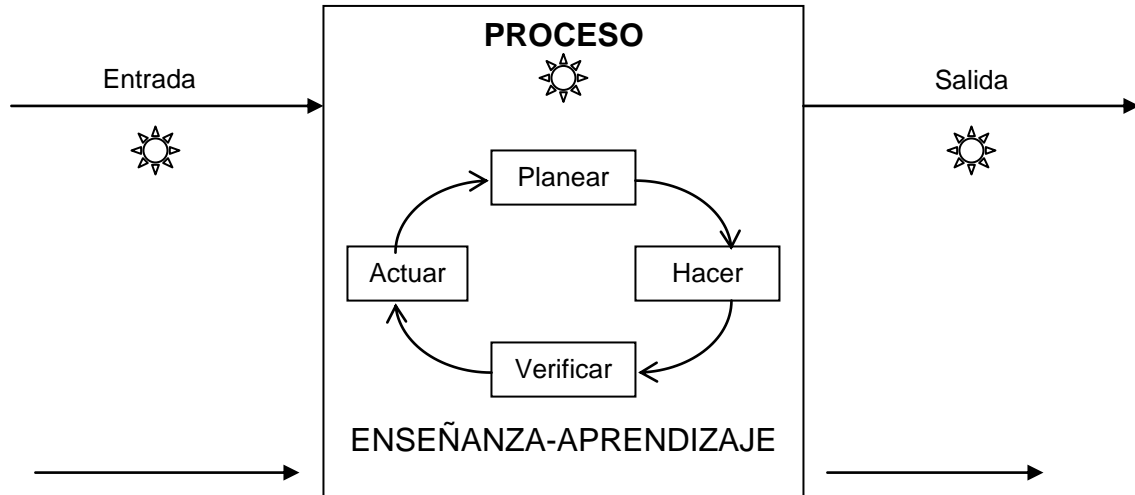 PROCESO
Entrada
Salida
Planear
Actuar
Hacer
Verificar
ENSEÑANZA-APRENDIZAJE